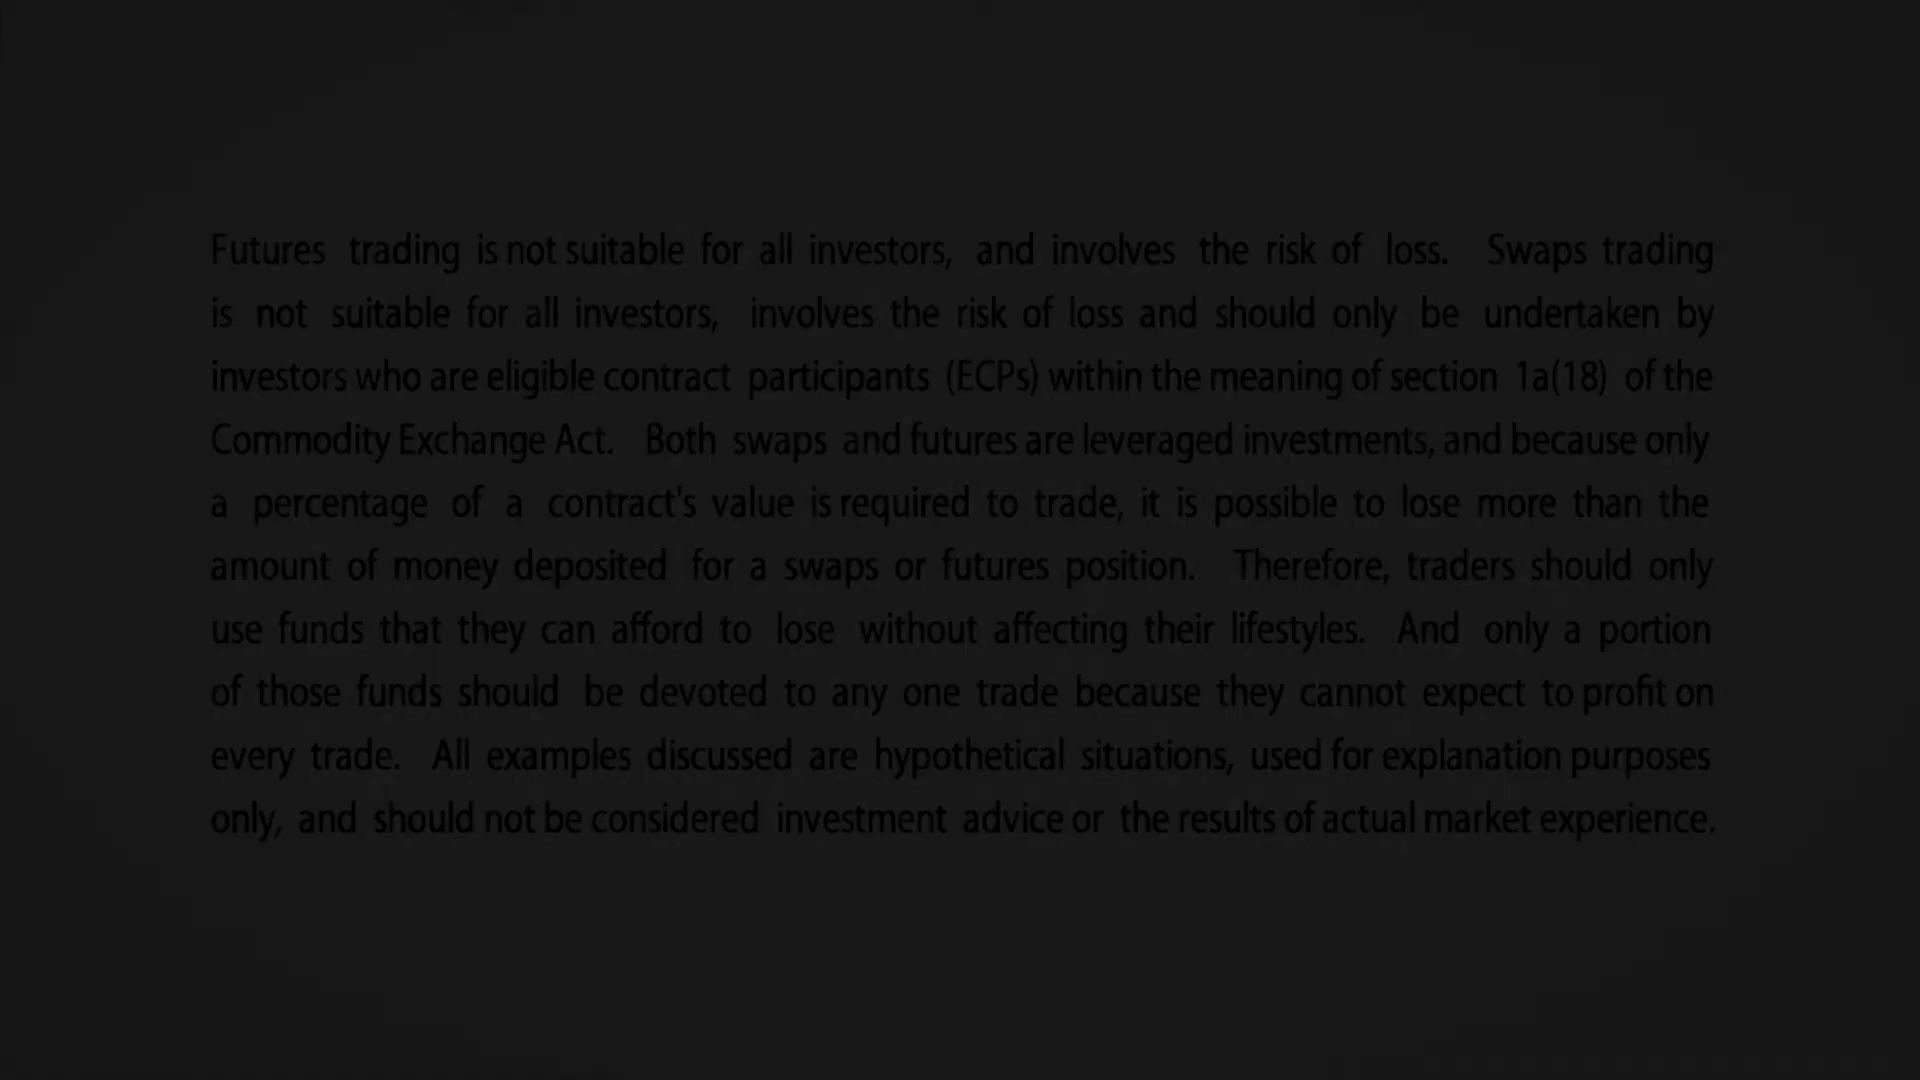 Futures trading is not suitable for all investors, and involves the risk of loss. Swaps trading
is not suitable for all investors, involves the risk of loss and should only be undertaken by
investors who are eligible contract participants (ECPs) within the meaning of section 1a(18) of the
Commodity Exchange Act. Both swaps and futures are leveraged investments, and because only
a percentage of a contract's value is required to trade, it is possible to lose more than the
amount of money deposited for a swaps or futures position. Therefore, traders should only
use funds that they can afford to lose without affecting their lifestyles. And only a portion
of those funds should be devoted to any one trade because they cannot expect to profit on
every trade. All examples discussed are hypothetical situations, used for explanation purposes
only, and should not be considered investment advice or the results of actual market experience.